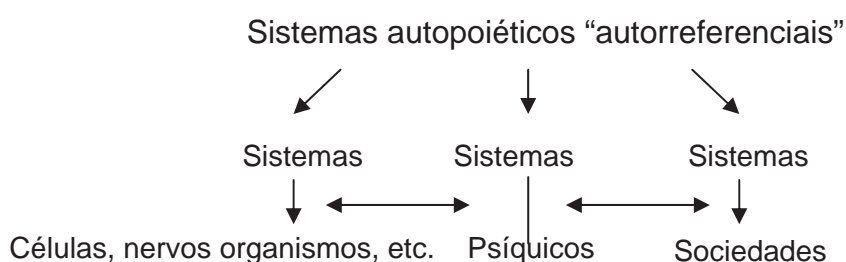 Sistemas autopoiéticos “autorreferenciais”
Sistemas Sistemas Sistemas
Células, nervos organismos, etc. Psíquicos Sociedades